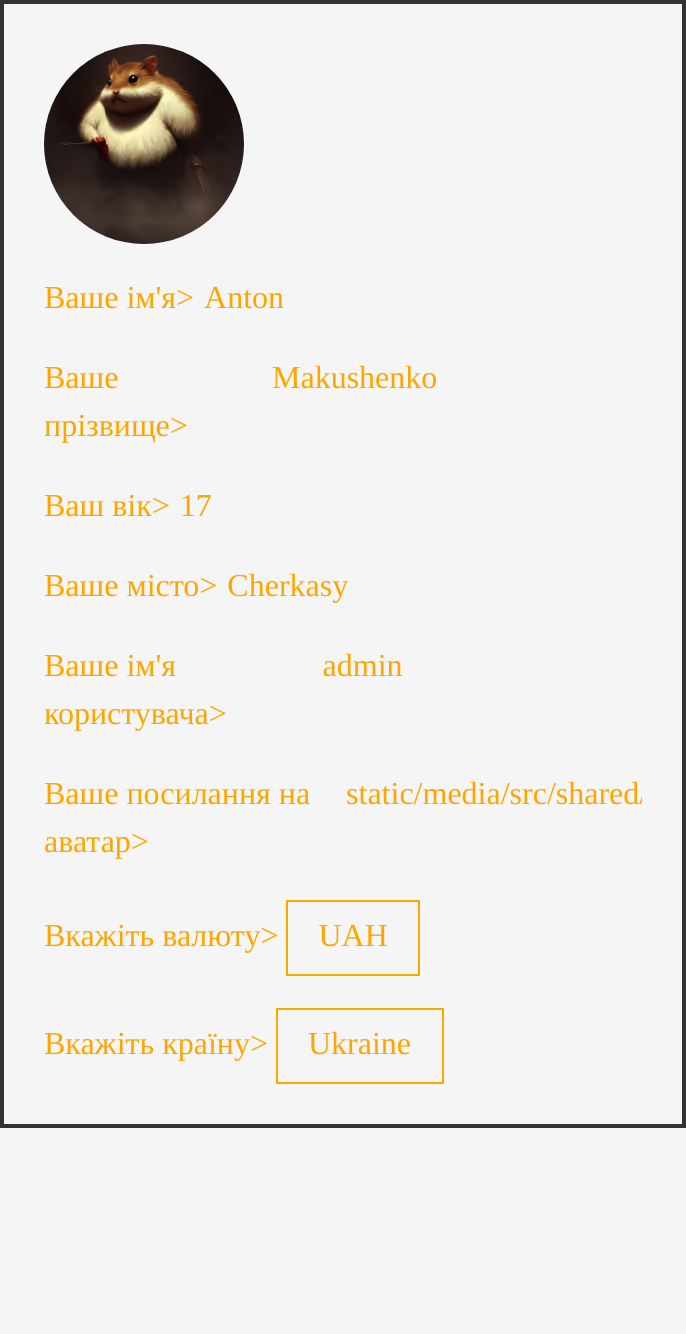 Ваше ім'я> Anton
Ваше Makushenko
прізвище>
Ваш вік> 17
Ваше місто> Cherkasy
Ваше ім'я admin
користувача>
Ваше посилання на static/media/src/shared/
аватар>
Вкажіть валюту> UAH
Вкажіть країну> Ukraine